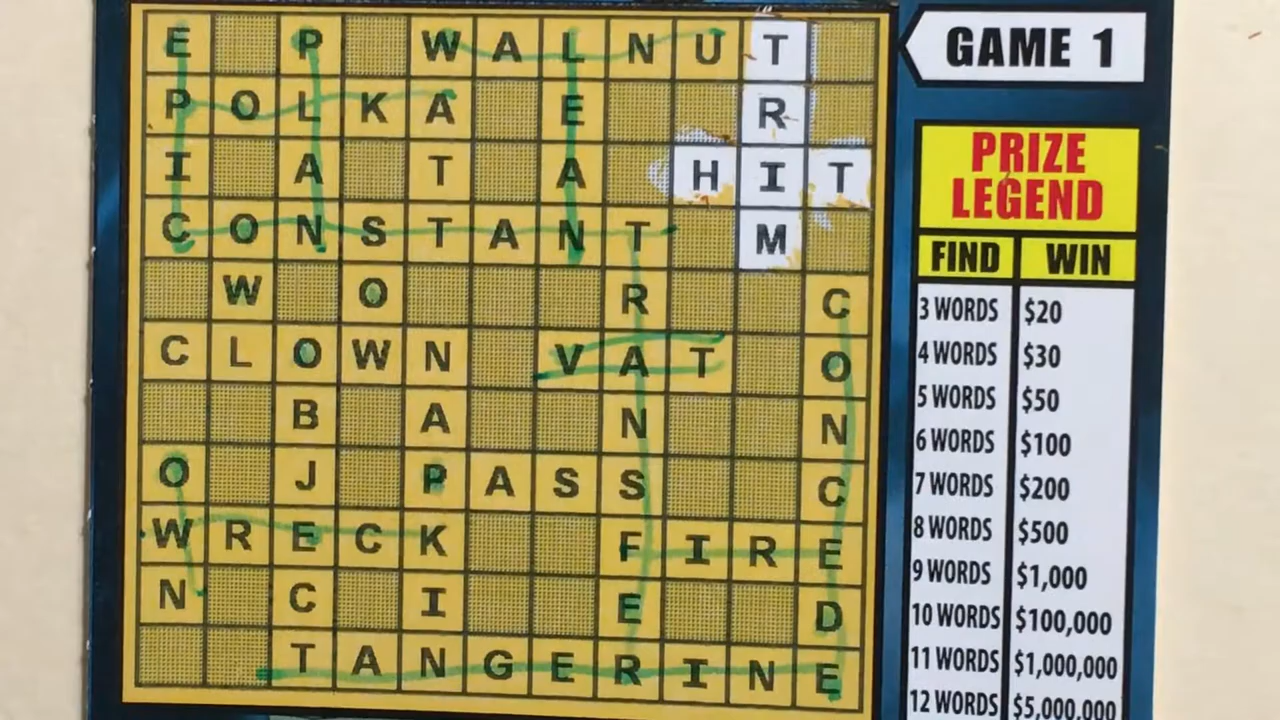 E P W A L N U T
P O L K A E R
I A T A H I T
C O N S T A N T M
W O R C
C L O W N V A T O
B A N N
O J P A S S C
W R E C K F I R E
N C I E D
T A N G E R I N E
GAME 1
PRIZE
LEGEND
FIND WIN
3 WORDS $20
4 WORDS $30
5 WORDS $50
6 WORDS $100
7 WORDS $200
8 WORDS $500
9 WORDS $1,000
10 WORDS $100,000
11 WORDS $1,000,000
12 WORDS $5,000,000